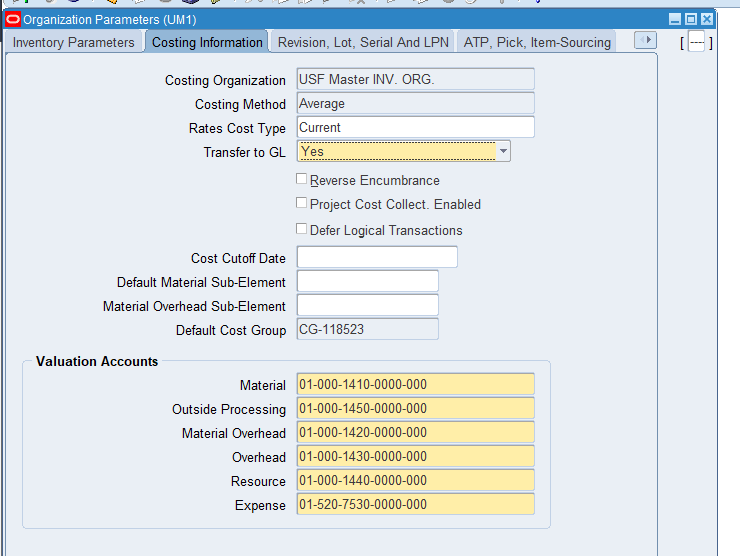 Organization Parameters (UM1)
Inventory Parameters Costing Information Revision, Lot, Serial And LPN ATP, Pick, Item-Sourcing [ ---- ]
Costing Organization USF Master INV. ORG.
Costing Method Average
Rates Cost Type Current
Transfer to GL Yes
Reverse Encumbrance
Project Cost Collect. Enabled
Defer Logical Transactions
Cost Cutoff Date
Default Material Sub-Element
Material Overhead Sub-Element
Default Cost Group CG-118523
Valuation Accounts
Material 01-000-1410-0000-000
Outside Processing 01-000-1450-0000-000
Material Overhead 01-000-1420-0000-000
Overhead 01-000-1430-0000-000
Resource 01-000-1440-0000-000
Expense 01-520-7530-0000-000